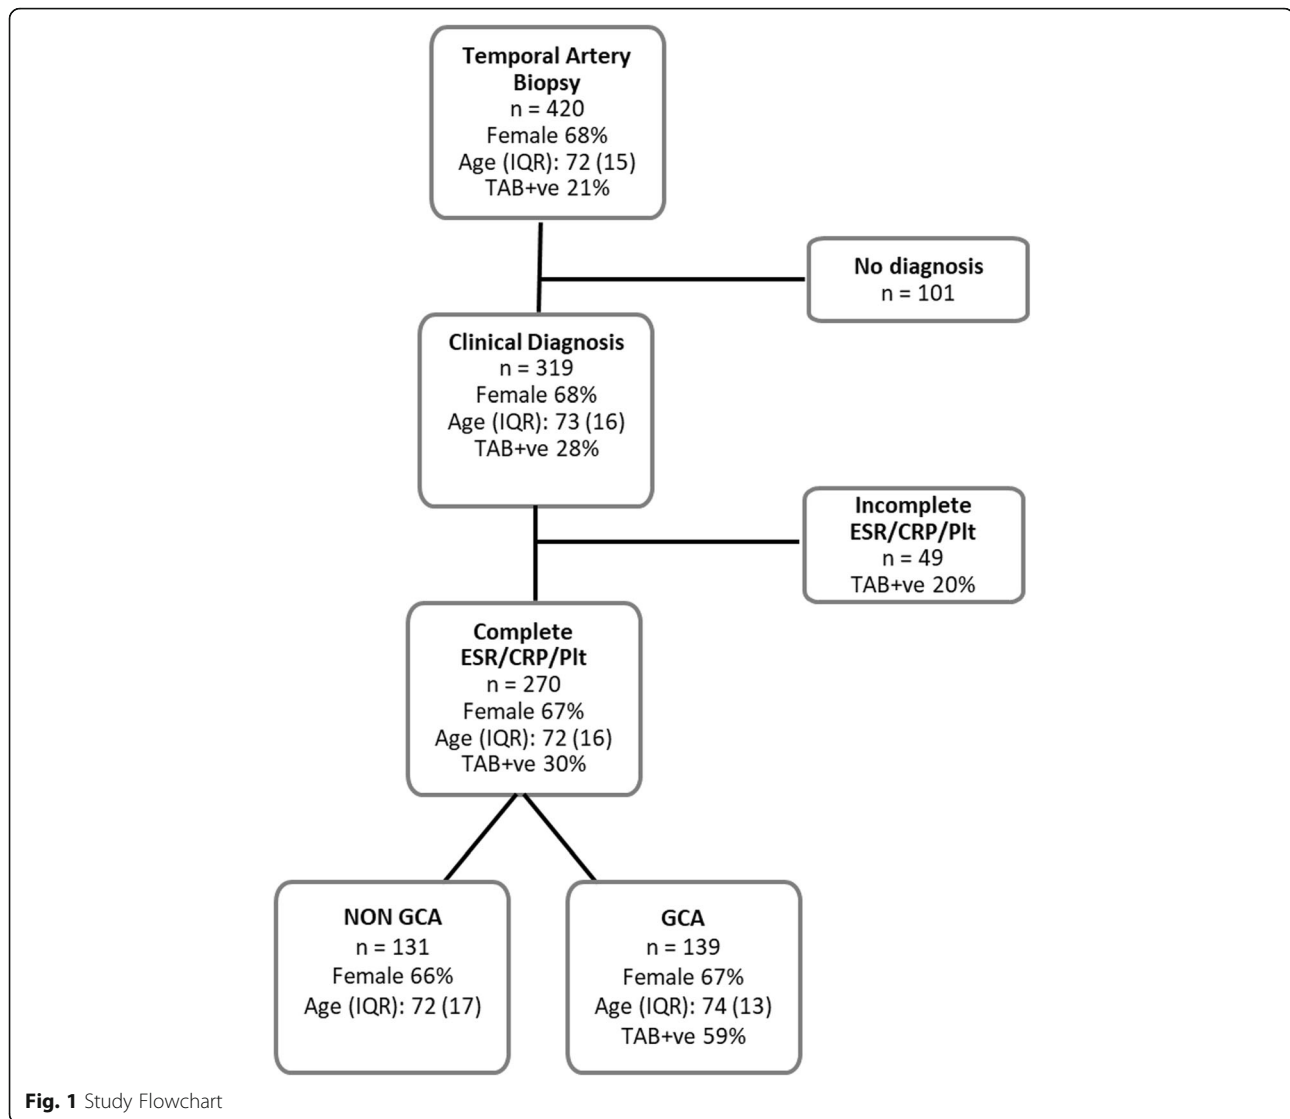 Temporal Artery
Biopsy
n = 420
Female 68%
Age (IQR): 72 (15)
TAB+ve 21%
No diagnosis
n = 101
Clinical Diagnosis
n = 319
Female 68%
Age (IQR): 73 (16)
TAB+ve 28%
Incomplete
ESR/CRP/Plt
n = 49
TAB+ve 20%
Complete
ESR/CRP/Plt
n = 270
Female 67%
Age (IQR): 72 (16)
TAB+ve 30%
NON GCA
n = 131
Female 66%
Age (IQR): 72 (17)
GCA
n = 139
Female 67%
Age (IQR): 74 (13)
TAB+ve 59%
Fig. 1 Study Flowchart